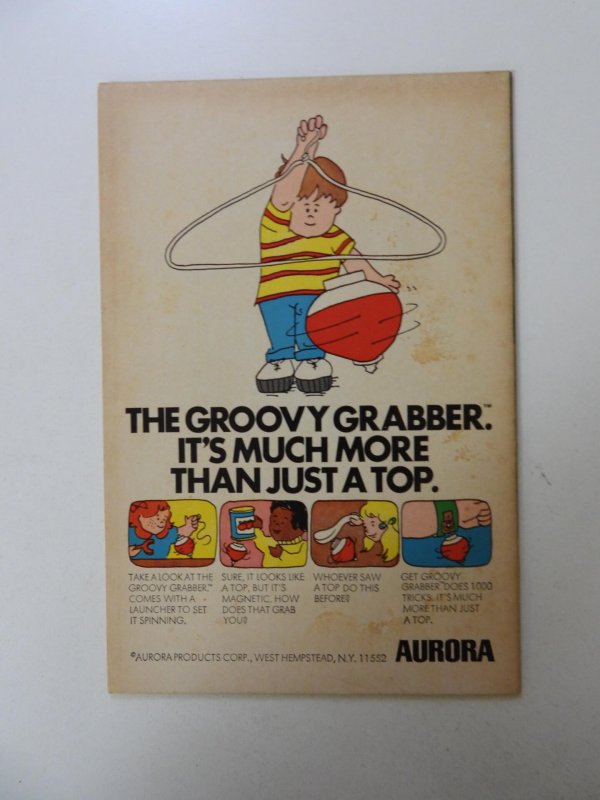 THE GROOVY GRABBER.™
IT'S MUCH MORE
THAN JUST A TOP.
TAKE A LOOK AT THE
GROOVY GRABBER.™
COMES WITH A
LAUNCHER TO SET
IT SPINNING.
SURE, IT LOOKS LIKE
A TOP, BUT IT'S
MAGNETIC. HOW
DOES THAT GRAB
YOU?
WHOEVER SAW
A TOP DO THIS
BEFORE?
GET GROOVY
GRABBER DOES 1000
TRICKS. IT'S MUCH
MORE THAN JUST
A TOP.
©AURORA PRODUCTS CORP., WEST HEMPSTEAD, N.Y. 11552
AURORA